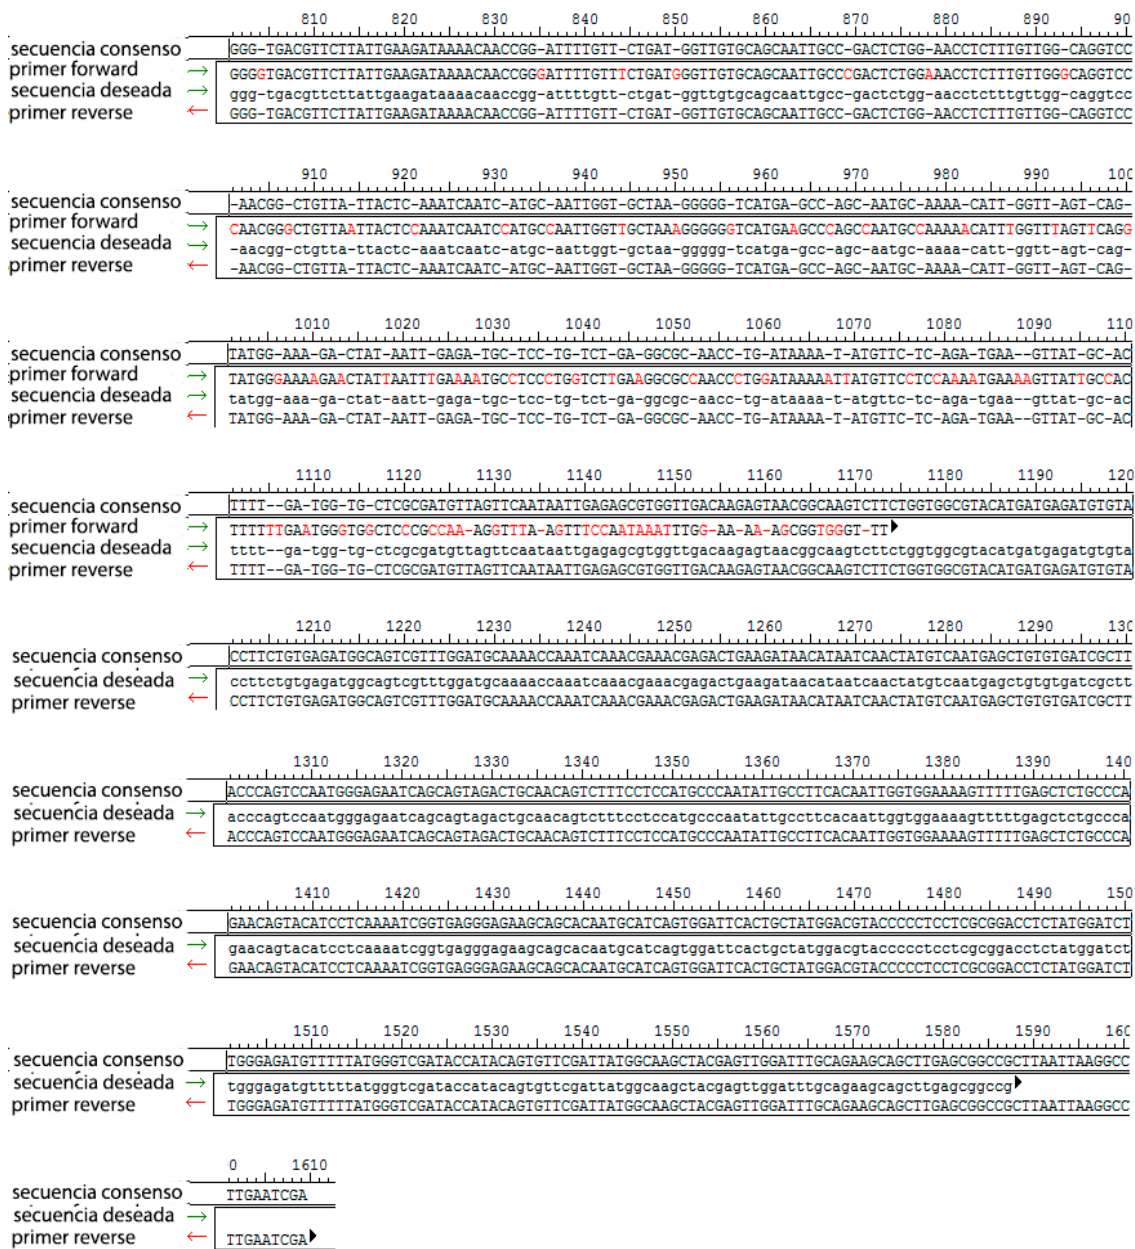 810 820 830 840 850 860 870 880 890 90
secuencia consenso GGG-TGACGTTCTTATTGAAGATAAAACAACCGG-ATTTTGTT-CTGAT-GGTTGTGCAGCAATTGCC-GACTCTGG-AACCTCTTTGTTGG-CAGGTCC
primer forward → GGGGTGACGTTCTTATTGAAGATAAAACAACCGGGATTTTGTTTCTGATGGGTTGTGCAGCAATTGCCCGACTCTGGAAACCTCTTTGTTGGGCAGGTCC
secuencia deseada → ggg-tgacgttcttattgaagataaaacaaccgg-attttgtt-ctgat-ggttgtgcagcaattgcc-gactctgg-aacctctttgttgg-caggtcc
primer reverse ← GGG-TGACGTTCTTATTGAAGATAAAACAACCGG-ATTTTGTT-CTGAT-GGTTGTGCAGCAATTGCC-GACTCTGG-AACCTCTTTGTTGG-CAGGTCC
910 920 930 940 950 960 970 980 990 100
secuencia consenso -AACGG-CTGTTA-TTACTC-AAATCAATC-ATGC-AATTGGT-GCTAA-GGGGG-TCATGA-GCC-AGC-AATGC-AAAA-CATT-GGTT-AGT-CAG-
primer forward → CAACGGGCTGTTAATTACTCCAAATCAATCCATGCCAATTGGTTGCTAAAGGGGGGTCATGAAGCCCAGCCAATGCCAAAAACATTTGGTTTAGTTCAGG
secuencia deseada → -aacgg-ctgtta-ttactc-aaatcaatc-atgc-aattggt-gctaa-ggggg-tcatga-gcc-agc-aatgc-aaaa-catt-ggtt-agt-cag-
primer reverse ← -AACGG-CTGTTA-TTACTC-AAATCAATC-ATGC-AATTGGT-GCTAA-GGGGG-TCATGA-GCC-AGC-AATGC-AAAA-CATT-GGTT-AGT-CAG-
1010 1020 1030 1040 1050 1060 1070 1080 1090 110
secuencia consenso TATGG-AAA-GA-CTAT-AATT-GAGA-TGC-TCC-TG-TCT-GA-GGCGC-AACC-TG-ATAAAA-T-ATGTTC-TC-AGA-TGAA--GTTAT-GC-AC
primer forward → TATGGGAAAAGAACTATTAATTTGAAAATGCCTCCCTGGTCTTGAAGGCGCCAACCCTGGATAAAAATTATGTTCCTCCAAAATGAAAAGTTATTGCCAC
secuencia deseada → tatgg-aaa-ga-ctat-aatt-gaga-tgc-tcc-tg-tct-ga-ggcgc-aacc-tg-ataaaa-t-atgttc-tc-aga-tgaa--gttat-gc-ac
primer reverse ← TATGG-AAA-GA-CTAT-AATT-GAGA-TGC-TCC-TG-TCT-GA-GGCGC-AACC-TG-ATAAAA-T-ATGTTC-TC-AGA-TGAA--GTTAT-GC-AC
1110 1120 1130 1140 1150 1160 1170 1180 1190 120
secuencia consenso TTTT--GA-TGG-TG-CTCGCGATGTTAGTTCAATAATTGAGAGCGTGGTTGACAAGAGTAACGGCAAGTCTTCTGGTGGCGTACATGATGAGATGTGTA
primer forward → TTTTTTGAATGGGTGGCTCCCGCCAA-AGGTTTA-AGTTTCCAATAAATTTGG-AA-AA-AGCGGTGGGT-TT
secuencia deseada → tttt--ga-tgg-tg-ctcgcgatgttagttcaataattgagagcgtggttgacaagagtaacggcaagtcttctggtggcgtacatgatgagatgtgta
primer reverse ← TTTT--GA-TGG-TG-CTCGCGATGTTAGTTCAATAATTGAGAGCGTGGTTGACAAGAGTAACGGCAAGTCTTCTGGTGGCGTACATGATGAGATGTGTA
1210 1220 1230 1240 1250 1260 1270 1280 1290 130
secuencia consenso CCTTCTGTGAGATGGCAGTCGTTTGGATGCAAAACCAAATCAAACGAAACGAGACTGAAGATAACATAATCAACTATGTCAATGAGCTGTGTGATCGCTT
secuencia deseada → ccttctgtgagatggcagtcgtttggatgcaaaaccaaatcaaacgaaacgagactgaagataacataatcaactatgtcaatgagctgtgtgatcgctt
primer reverse ← CCTTCTGTGAGATGGCAGTCGTTTGGATGCAAAACCAAATCAAACGAAACGAGACTGAAGATAACATAATCAACTATGTCAATGAGCTGTGTGATCGCTT
1310 1320 1330 1340 1350 1360 1370 1380 1390 140
secuencia consenso ACCCAGTCCAATGGGAGAATCAGCAGTAGACTGCAACAGTCTTTCCTCCATGCCCAATATTGCCTTCACAATTGGTGGAAAAGTTTTTGAGCTCTGCCCA
secuencia deseada → acccagtccaatgggagaatcagcagtagactgcaacagtctttcctccatgcccaatattgccttcacaattggtggaaaagtttttgagctctgccca
primer reverse ← ACCCAGTCCAATGGGAGAATCAGCAGTAGACTGCAACAGTCTTTCCTCCATGCCCAATATTGCCTTCACAATTGGTGGAAAAGTTTTTGAGCTCTGCCCA
1410 1420 1430 1440 1450 1460 1470 1480 1490 150
secuencia consenso GAACAGTACATCCTCAAAATCGGTGAGGGAGAAGCAGCACAATGCATCAGTGGATTCACTGCTATGGACGTACCCCCTCCTCGCGGACCTCTATGGATCT
secuencia deseada → gaacagtacatcctcaaaatcggtgagggagaagcagcacaatgcatcagtggattcactgctatggacgtaccccctcctcgcggacctctatggatct
primer reverse ← GAACAGTACATCCTCAAAATCGGTGAGGGAGAAGCAGCACAATGCATCAGTGGATTCACTGCTATGGACGTACCCCCTCCTCGCGGACCTCTATGGATCT
1510 1520 1530 1540 1550 1560 1570 1580 1590 160
secuencia consenso TGGGAGATGTTTTTATGGGTCGATACCATACAGTGTTCGATTATGGCAAGCTACGAGTTGGATTTGCAGAAGCAGCTTGAGCGGCCGCTTAATTAAGGCC
secuencia deseada → tgggagatgtttttatgggtcgataccatacagtgttcgattatggcaagctacgagttggatttgcagaagcagcttgagcggccg
primer reverse ← TGGGAGATGTTTTTATGGGTCGATACCATACAGTGTTCGATTATGGCAAGCTACGAGTTGGATTTGCAGAAGCAGCTTGAGCGGCCGCTTAATTAAGGCC
0 1610
secuencia consenso TTGAATCGA
secuencia deseada →
primer reverse ← TTGAATCGA